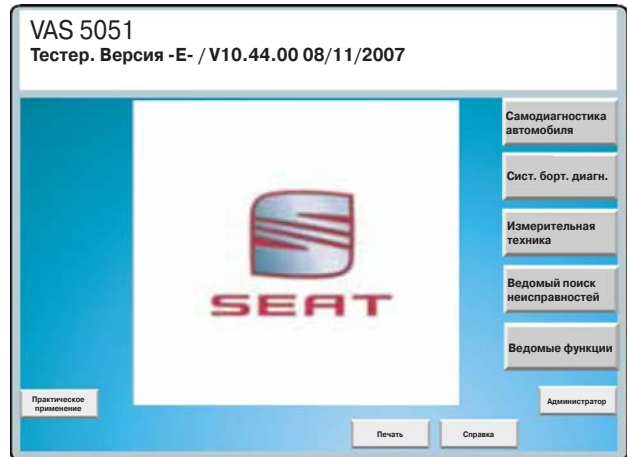 VAS 5051
Тестер. Версия -E- / V10.44.00 08/11/2007
Самодиагностика
автомобиля
Сист. борт. диагн.
Измерительная
техника
Ведомый поиск
неисправностей
Ведомые функции
SEAT
Практическое
применение
Администратор
Печать
Справка